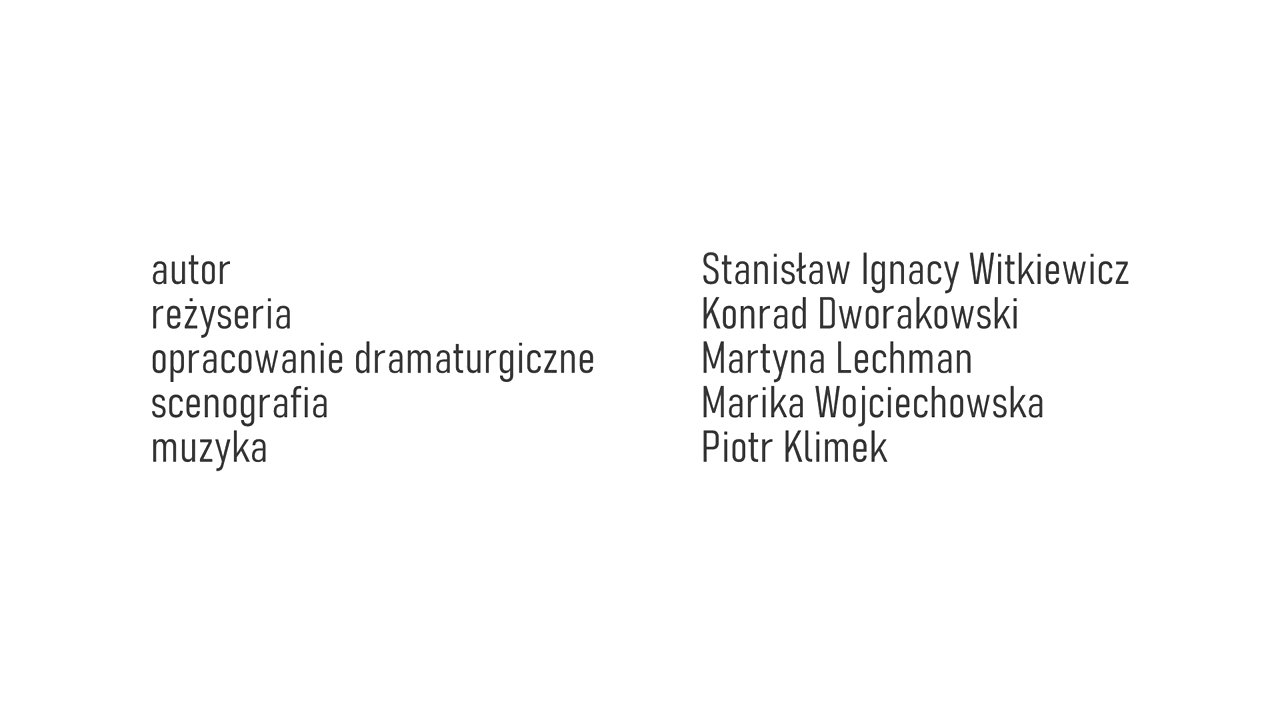 autor Stanisław Ignacy Witkiewicz
reżyseria Konrad Dworakowski
opracowanie dramaturgiczne Martyna Lechman
scenografia Marika Wojciechowska
muzyka Piotr Klimek